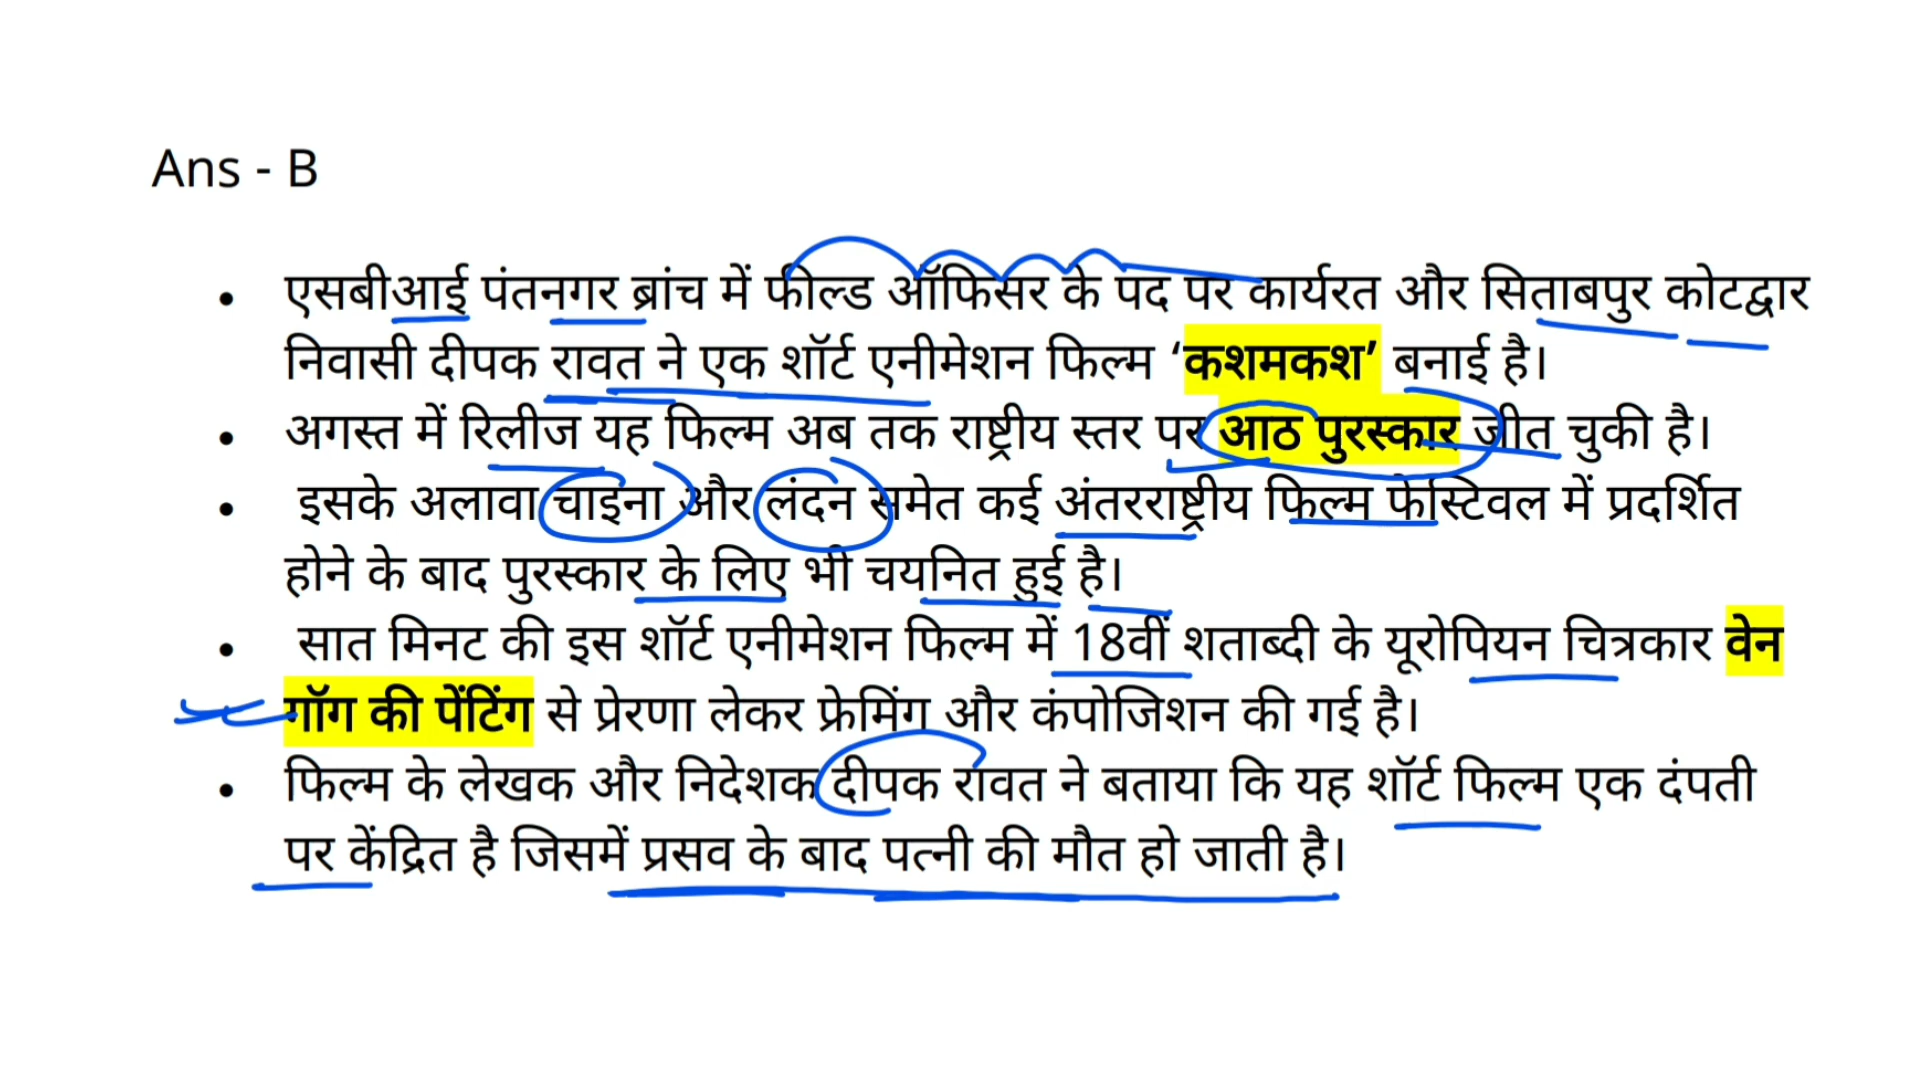 Ans - B
• एसबीआई पंतनगर ब्रांच में फील्ड ऑफिसर के पद पर कार्यरत और सिताबपुर कोटद्वार
निवासी दीपक रावत ने एक शॉर्ट एनीमेशन फिल्म ‘कशमकश’ बनाई है।
• अगस्त में रिलीज यह फिल्म अब तक राष्ट्रीय स्तर पर आठ पुरस्कार जीत चुकी है।
• इसके अलावा चाइना और लंदन समेत कई अंतरराष्ट्रीय फिल्म फेस्टिवल में प्रदर्शित
होने के बाद पुरस्कार के लिए भी चयनित हुई है।
• सात मिनट की इस शॉर्ट एनीमेशन फिल्म में 18वीं शताब्दी के यूरोपियन चित्रकार वेन
गॉग की पेंटिंग से प्रेरणा लेकर फ्रेमिंग और कंपोजिशन की गई है।
• फिल्म के लेखक और निदेशक दीपक रावत ने बताया कि यह शॉर्ट फिल्म एक दंपती
पर केंद्रित है जिसमें प्रसव के बाद पत्नी की मौत हो जाती है।